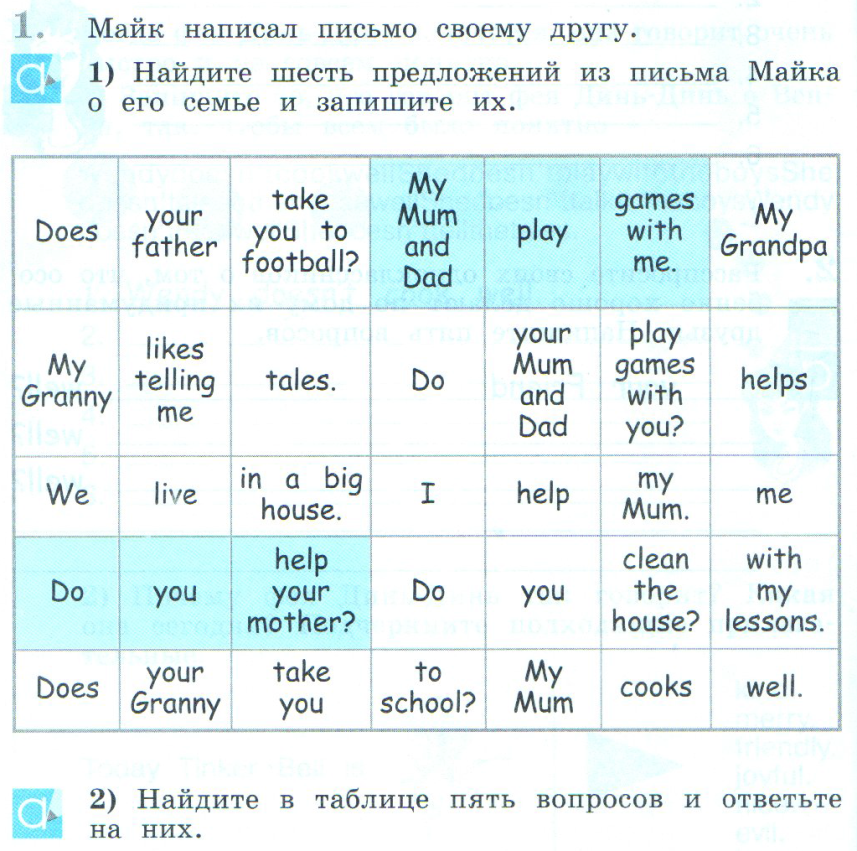 1. Майк написал письмо своему другу.
1) Найдите шесть предложений из письма Майка
о его семье и запишите их.
Does
your
father
take
you to
football?
My
Mum
and
Dad
play
games
with
me.
My
Grandpa
My
Granny
likes
telling
me
tales.
Do
your
Mum
and
Dad
play
games
with
you?
helps
We
live
in a big
house.
I
help
my
Mum.
me
Do
you
help
your
mother?
Do
you
clean
the
house?
with
my
lessons.
Does
your
Granny
take
you
to
school?
My
Mum
cooks
well.
2) Найдите в таблице пять вопросов и ответьте
на них.